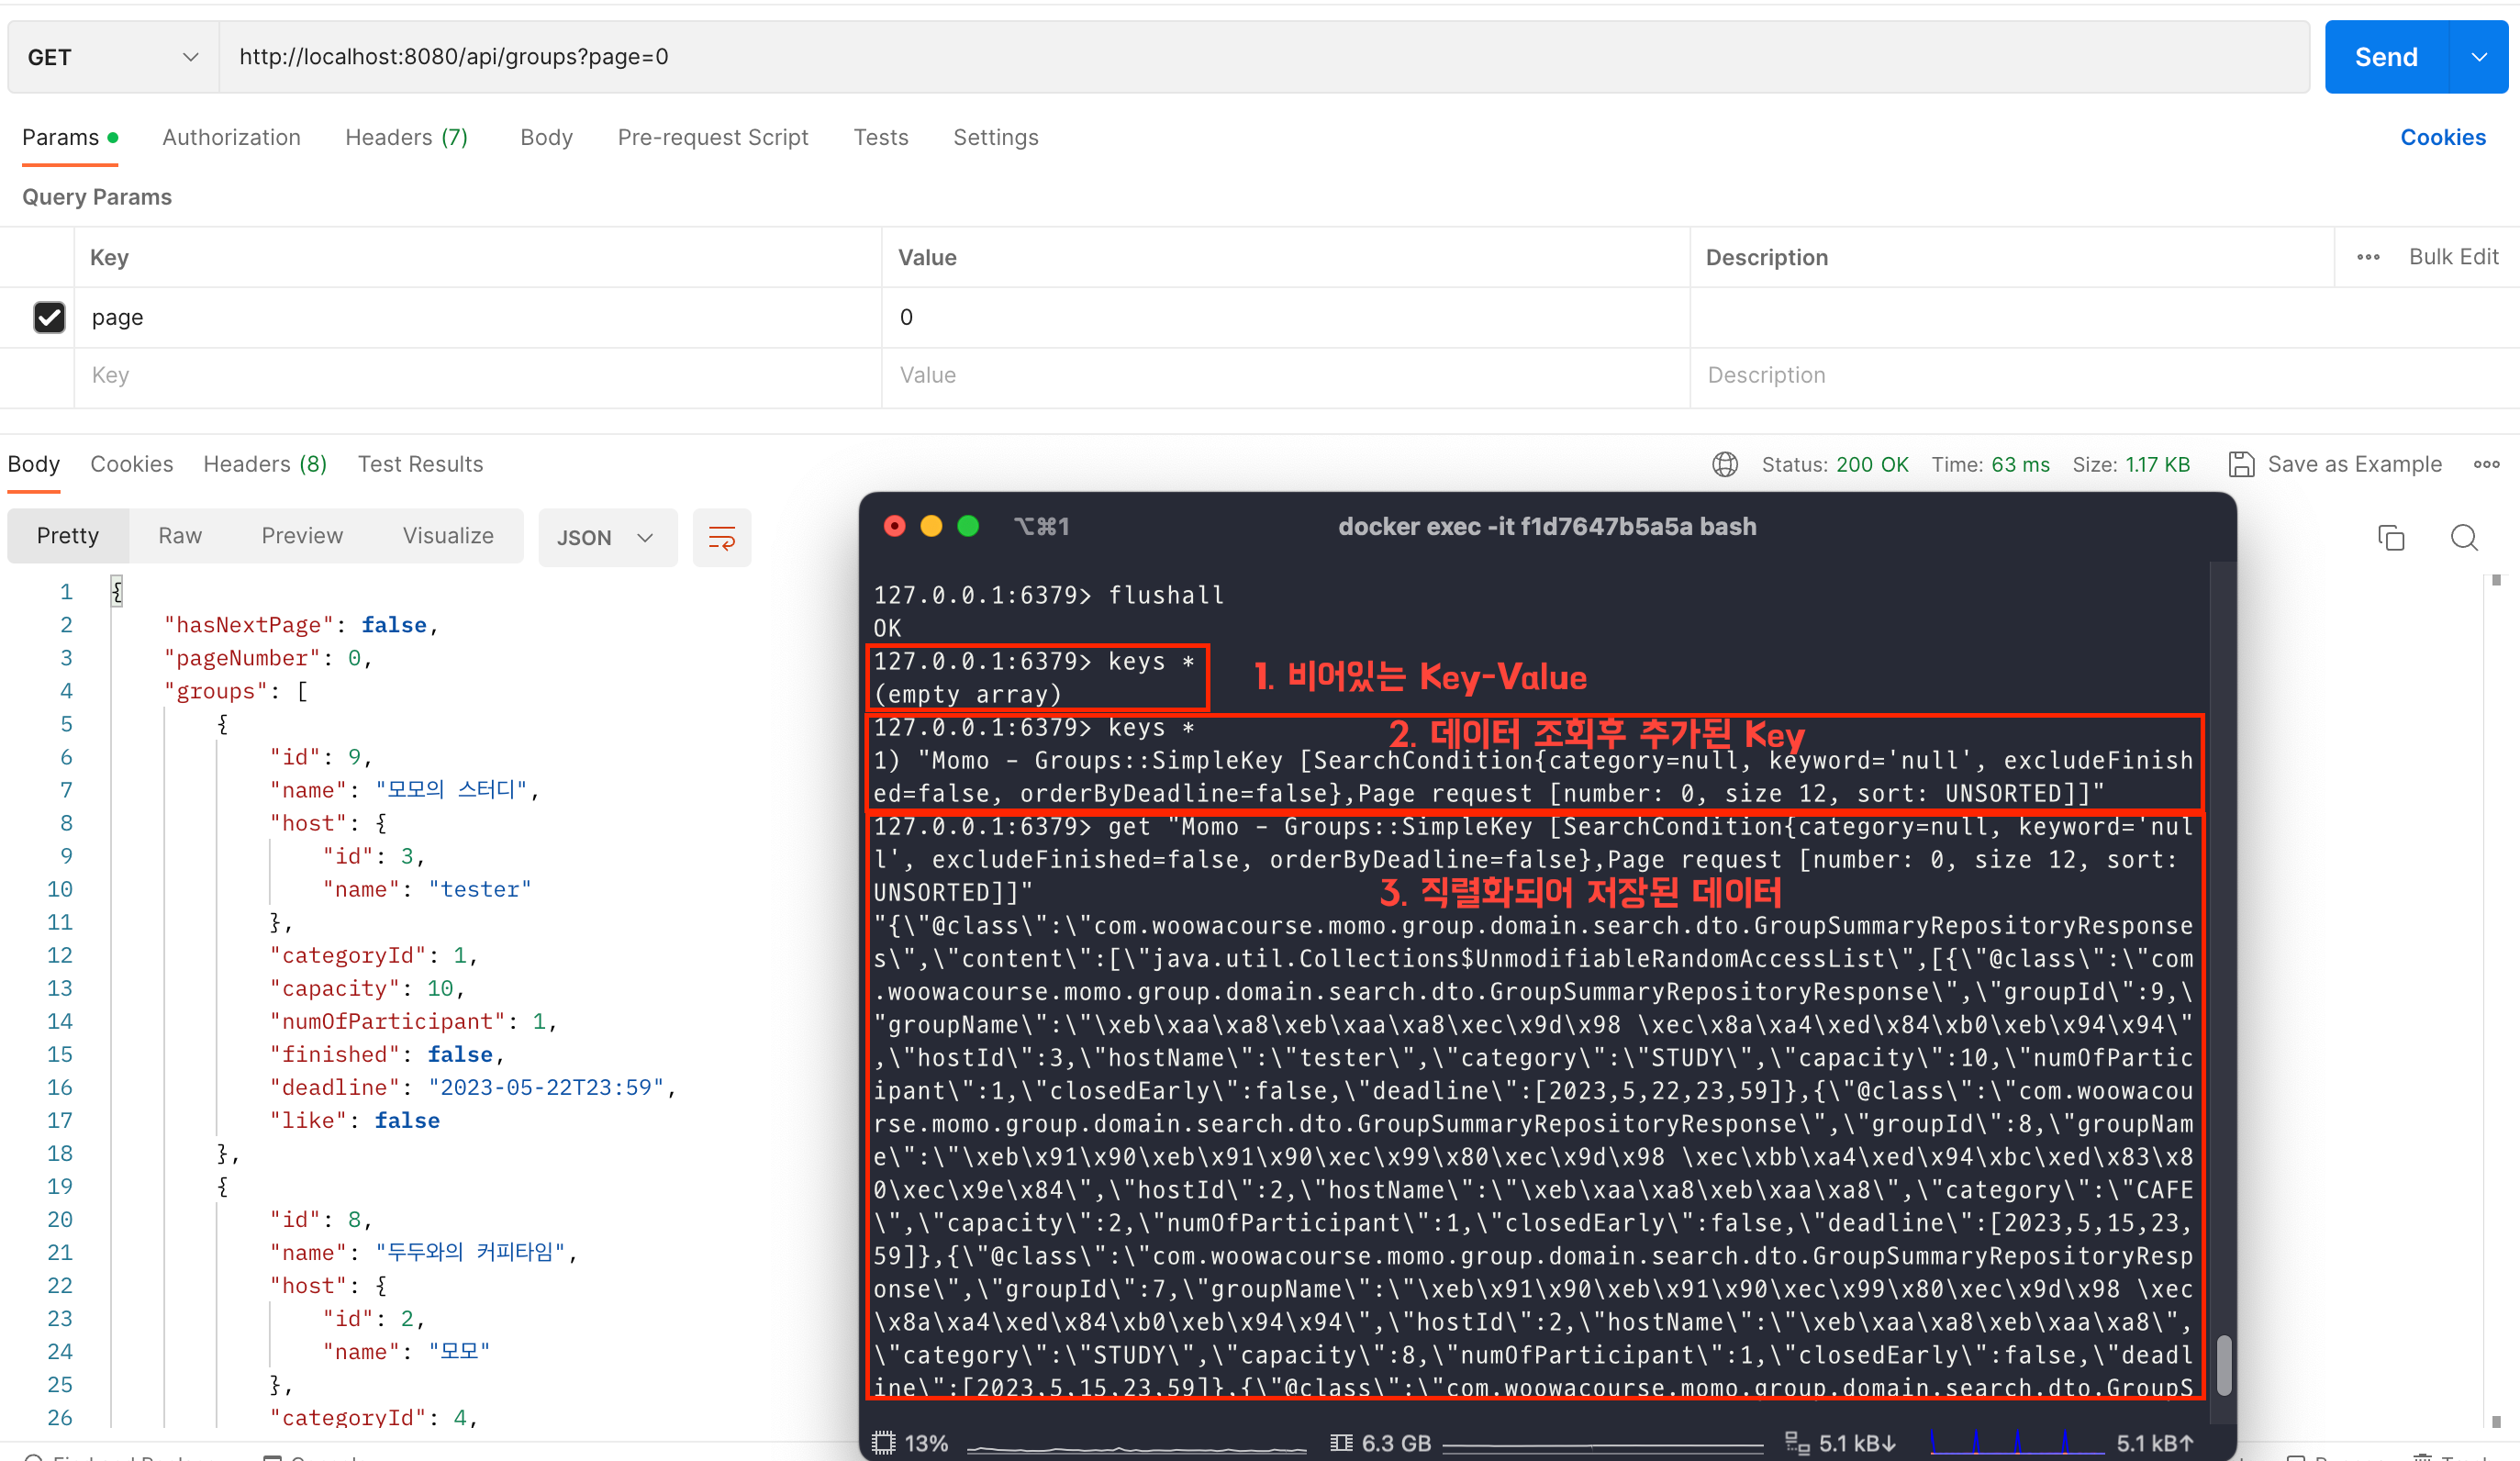 GET
http://localhost:8080/api/groups?page=0
Send
Params
Authorization
Headers (7)
Body
Pre-request Script
Tests
Settings
Cookies
Query Params
Key
Value
Description
Bulk Edit
page
0
Key
Value
Description
Body
Cookies
Headers (8)
Test Results
Status: 200 OK
Time: 63 ms
Size: 1.17 KB
Save as Example
Pretty
Raw
Preview
Visualize
JSON
1 {
2 "hasNextPage": false,
3 "pageNumber": 0,
4 "groups": [
5 {
6 "id": 9,
7 "name": "모모의 스터디",
8 "host": {
9 "id": 3,
10 "name": "tester"
11 },
12 "categoryId": 1,
13 "capacity": 10,
14 "numOfParticipant": 1,
15 "finished": false,
16 "deadline": "2023-05-22T23:59",
17 "like": false
18 },
19 {
20 "id": 8,
21 "name": "두두와의 커피타임",
22 "host": {
23 "id": 2,
24 "name": "모모"
25 },
26 "categoryId": 4,
⌥⌘1
docker exec -it f1d7647b5a5a bash
127.0.0.1:6379> flushall
OK
127.0.0.1:6379> keys *
(empty array)
1. 비어있는 Key-Value
127.0.0.1:6379> keys *
2. 데이터 조회후 추가된 Key
1) "Momo - Groups::SimpleKey [SearchCondition{category=null, keyword='null', excludeFinish
ed=false, orderByDeadline=false},Page request [number: 0, size 12, sort: UNSORTED]]"
127.0.0.1:6379> get "Momo - Groups::SimpleKey [SearchCondition{category=null, keyword='nul
l', excludeFinished=false, orderByDeadline=false},Page request [number: 0, size 12, sort:
UNSORTED]]"
3. 직렬화되어 저장된 데이터
"{\"@class\":\"com.woowacourse.momo.group.domain.search.dto.GroupSummaryRepositoryResponse
s\",\"content\":[\"java.util.Collections$UnmodifiableRandomAccessList\",[{\"@class\":\"com
.woowacourse.momo.group.domain.search.dto.GroupSummaryRepositoryResponse\",\"groupId\":9,\
"groupName\":\"\xeb\xaa\xa8\xeb\xaa\xa8\xec\x9d\x98 \xec\x8a\xa4\xed\x84\xb0\xeb\x94\x94\"
,\"hostId\":3,\"hostName\":\"tester\",\"category\":\"STUDY\",\"capacity\":10,\"numOfPartic
ipant\":1,\"closedEarly\":false,\"deadline\":[2023,5,22,23,59]},{\"@class\":\"com.woowacou
rse.momo.group.domain.search.dto.GroupSummaryRepositoryResponse\",\"groupId\":8,\"groupNam
e\":\"\xeb\x91\x90\xeb\x91\x90\xec\x99\x80\xec\x9d\x98 \xec\xbb\xa4\xed\x94\xbc\xed\x83\x8
0\xec\x9e\x84\",\"hostId\":2,\"hostName\":\"\xeb\xaa\xa8\xeb\xaa\xa8\",\"category\":\"CAFE
\",\"capacity\":2,\"numOfParticipant\":1,\"closedEarly\":false,\"deadline\":[2023,5,15,23,
59]},{\"@class\":\"com.woowacourse.momo.group.domain.search.dto.GroupSummaryRepositoryResp
onse\",\"groupId\":7,\"groupName\":\"\xeb\x91\x90\xeb\x91\x90\xec\x99\x80\xec\x9d\x98 \xec
\x8a\xa4\xed\x84\xb0\xeb\x94\x94\",\"hostId\":2,\"hostName\":\"\xeb\xaa\xa8\xeb\xaa\xa8\",
\"category\":\"STUDY\",\"capacity\":8,\"numOfParticipant\":1,\"closedEarly\":false,\"deadl
ine\":[2023,5,15,23,59]},{\"@class\":\"com.woowacourse.momo.group.domain.search.dto.GroupS
13%
6.3 GB
5.1 kB↓
5.1 kB↑